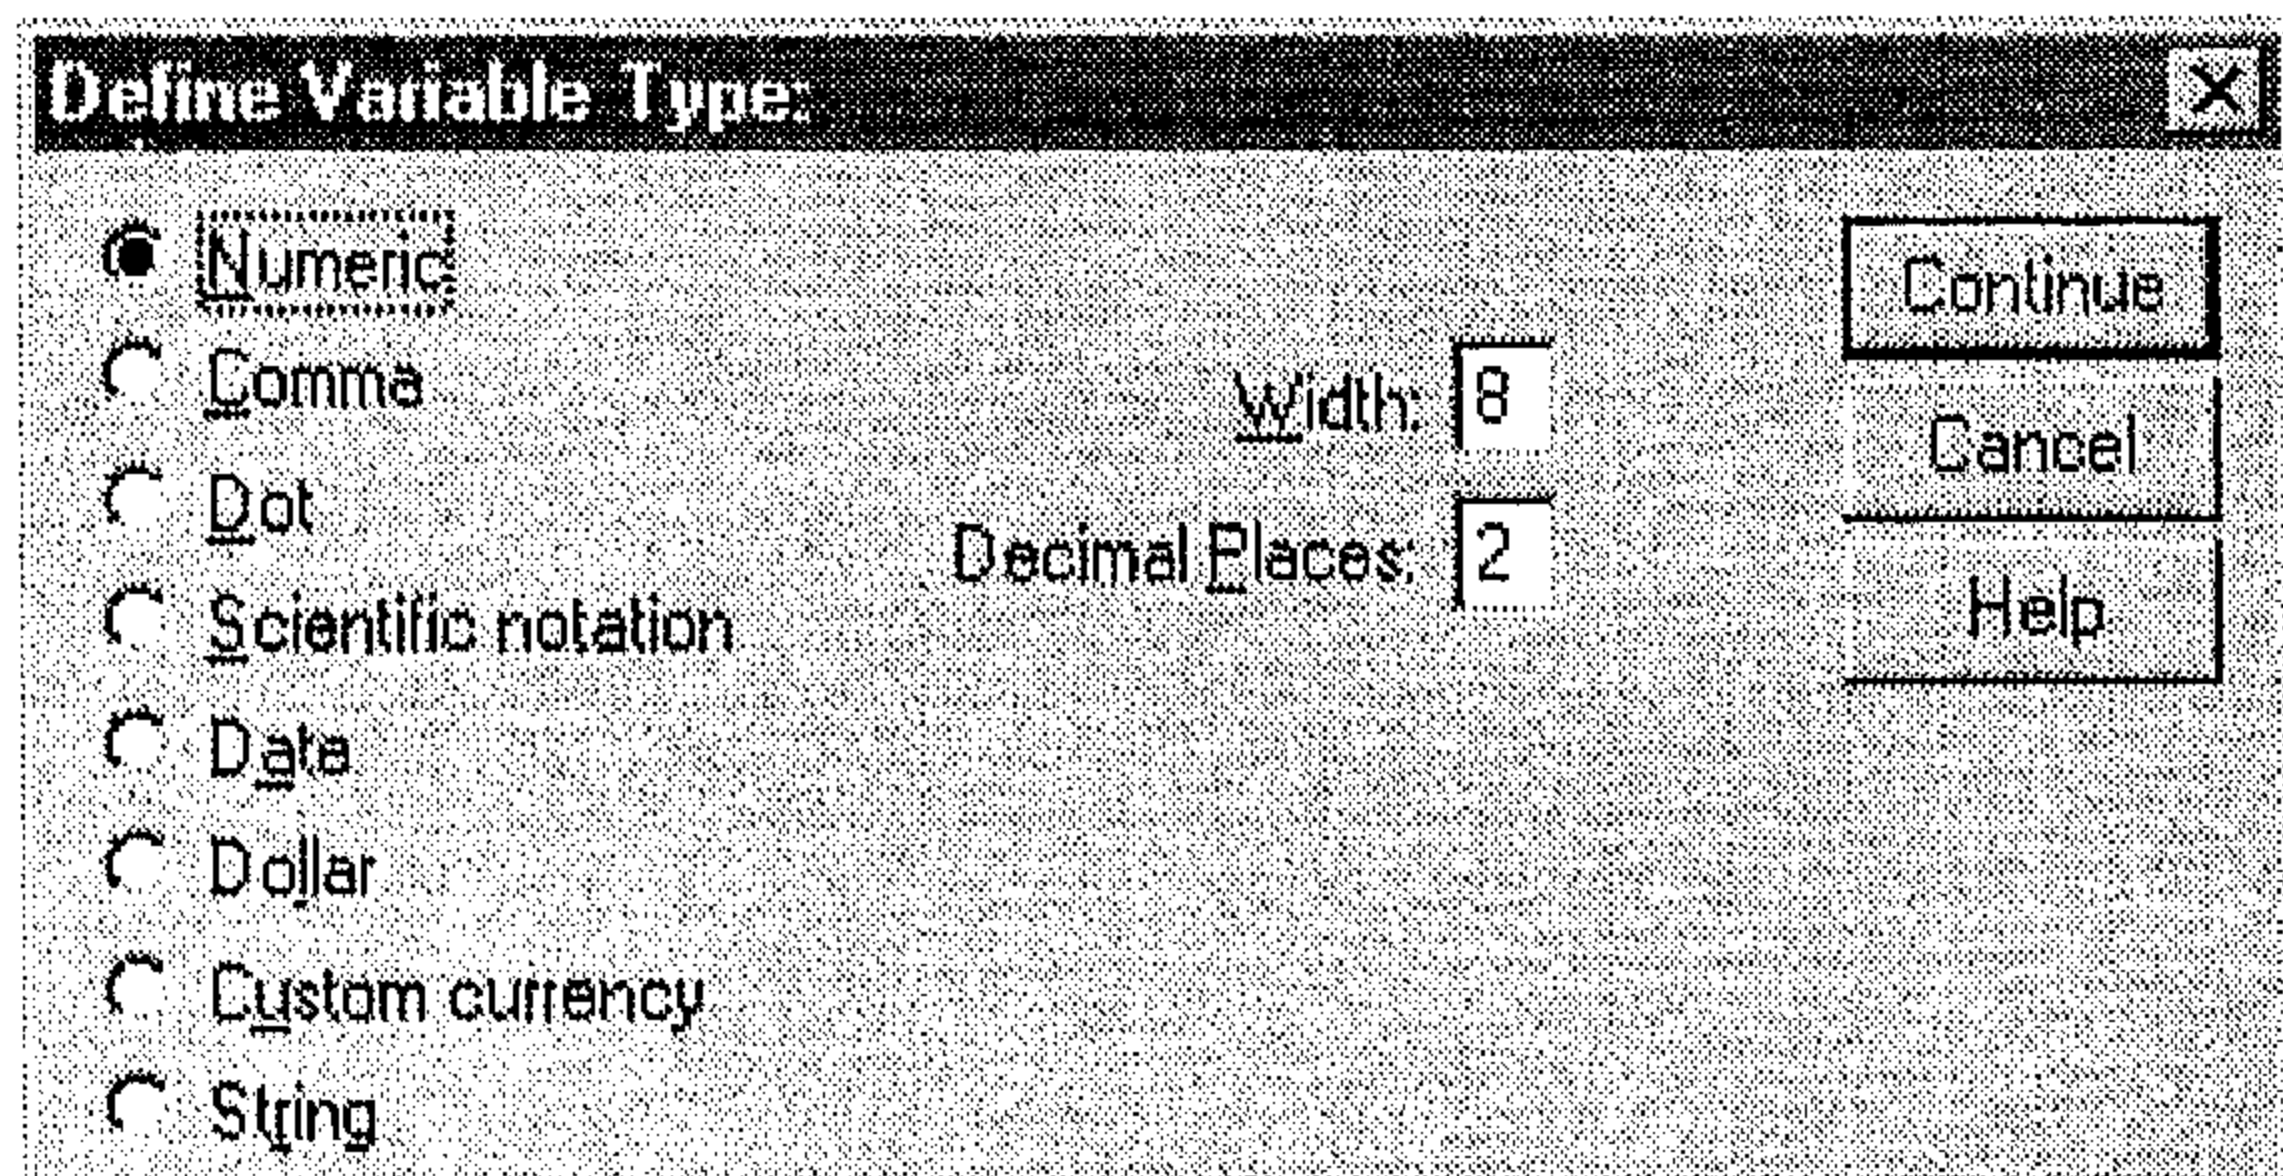 Define Variable Type:
Numeric
Comma
Dot
Scientific notation
Date
Dollar
Custom currency
String
Width: 8
Decimal Places: 2
Continue
Cancel
Help